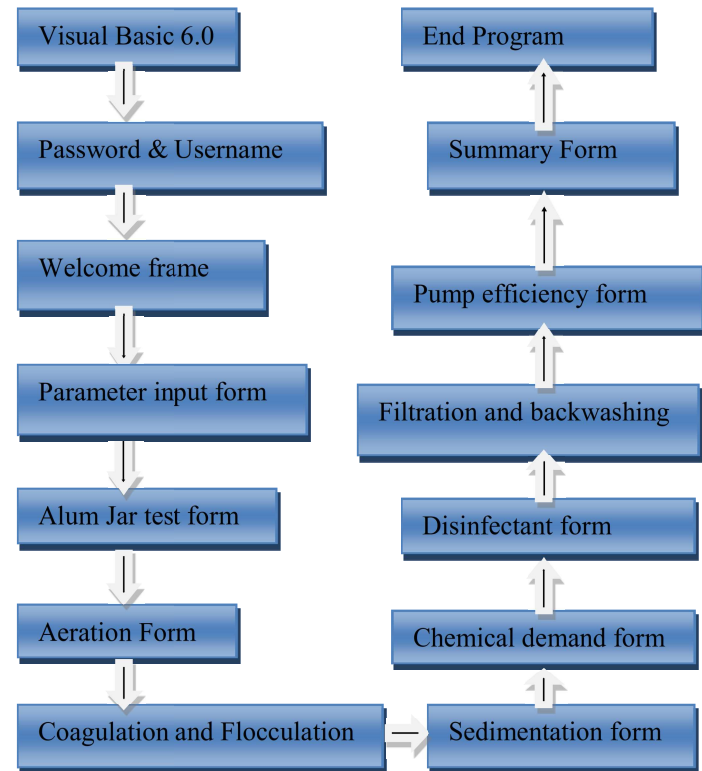 Visual Basic 6.0
Password & Username
Welcome frame
Parameter input form
Alum Jar test form
Aeration Form
Coagulation and Flocculation
Sedimentation form
Chemical demand form
Disinfectant form
Filtration and backwashing
Pump efficiency form
Summary Form
End Program